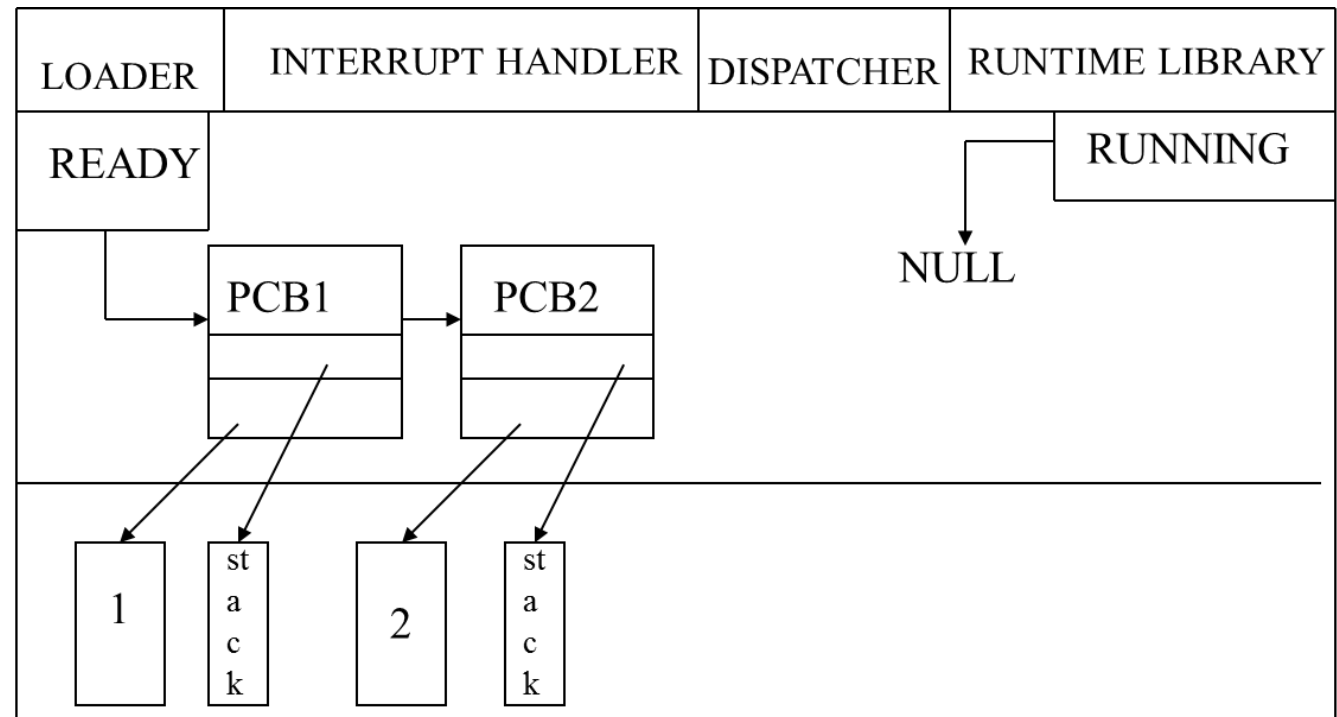 LOADER
INTERRUPT HANDLER
DISPATCHER
RUNTIME LIBRARY
READY
RUNNING
NULL
PCB1
PCB2
1
st
a
c
k
2
st
a
c
k